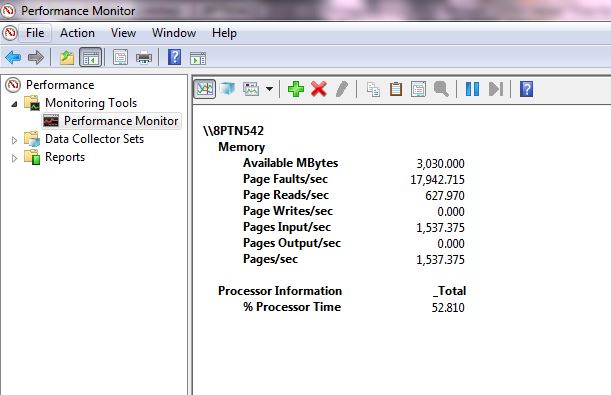 Performance Monitor
File Action View Window Help
Performance
Monitoring Tools
Performance Monitor
Data Collector Sets
Reports
\\8PTN542
Memory
Available MBytes 3,030.000
Page Faults/sec 17,942.715
Page Reads/sec 627.970
Page Writes/sec 0.000
Pages Input/sec 1,537.375
Pages Output/sec 0.000
Pages/sec 1,537.375
Processor Information _Total
% Processor Time 52.810